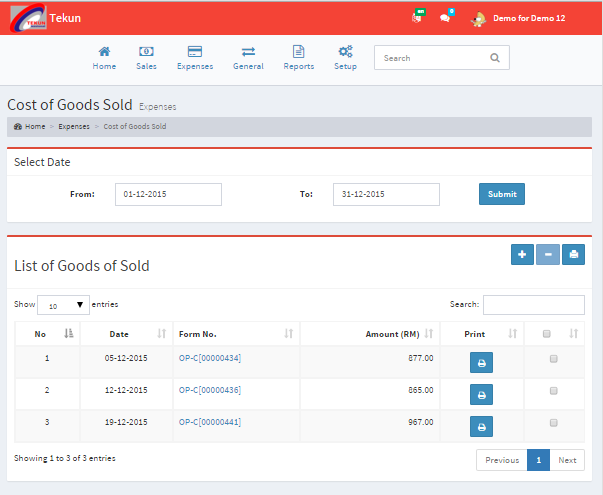 TEKUN Tekun Demo for Demo 12
Home Sales Expenses General Reports Setup Search
Cost of Goods Sold Expenses
Home > Expenses > Cost of Goods Sold
Select Date
From: 01-12-2015 To: 31-12-2015 Submit
List of Goods of Sold
Show 10 entries Search:
No Date Form No. Amount (RM) Print
1 05-12-2015 OP-C[00000434] 877.00
2 12-12-2015 OP-C[00000436] 865.00
3 19-12-2015 OP-C[00000441] 967.00
Showing 1 to 3 of 3 entries Previous 1 Next